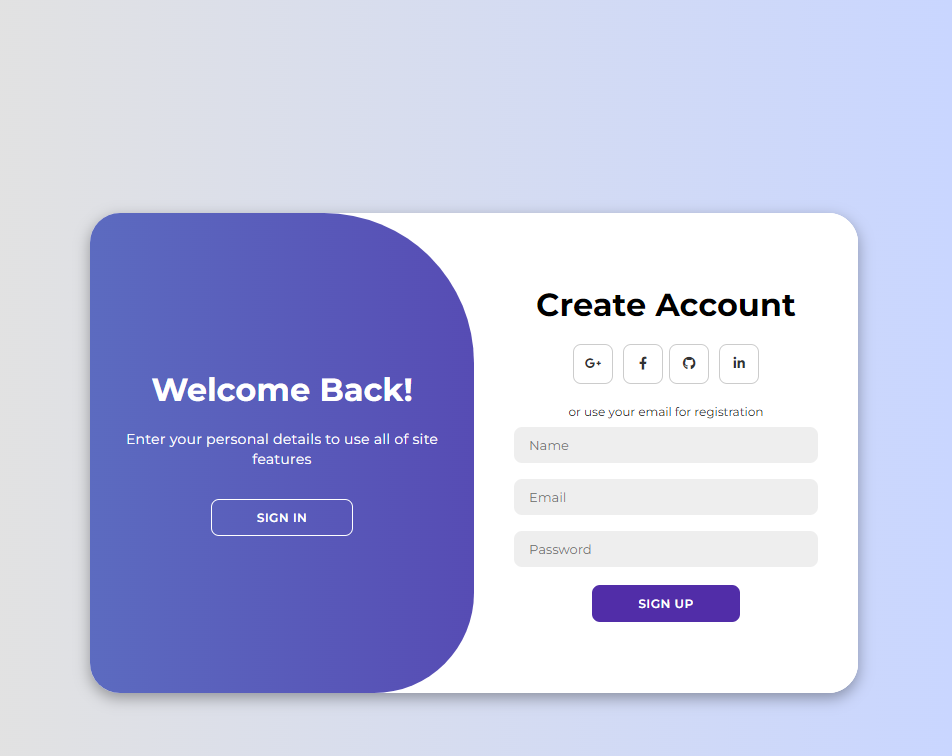 Welcome Back!
Enter your personal details to use all of site
features
SIGN IN
Create Account
G+
f
in
or use your email for registration
Name
Email
Password
SIGN UP